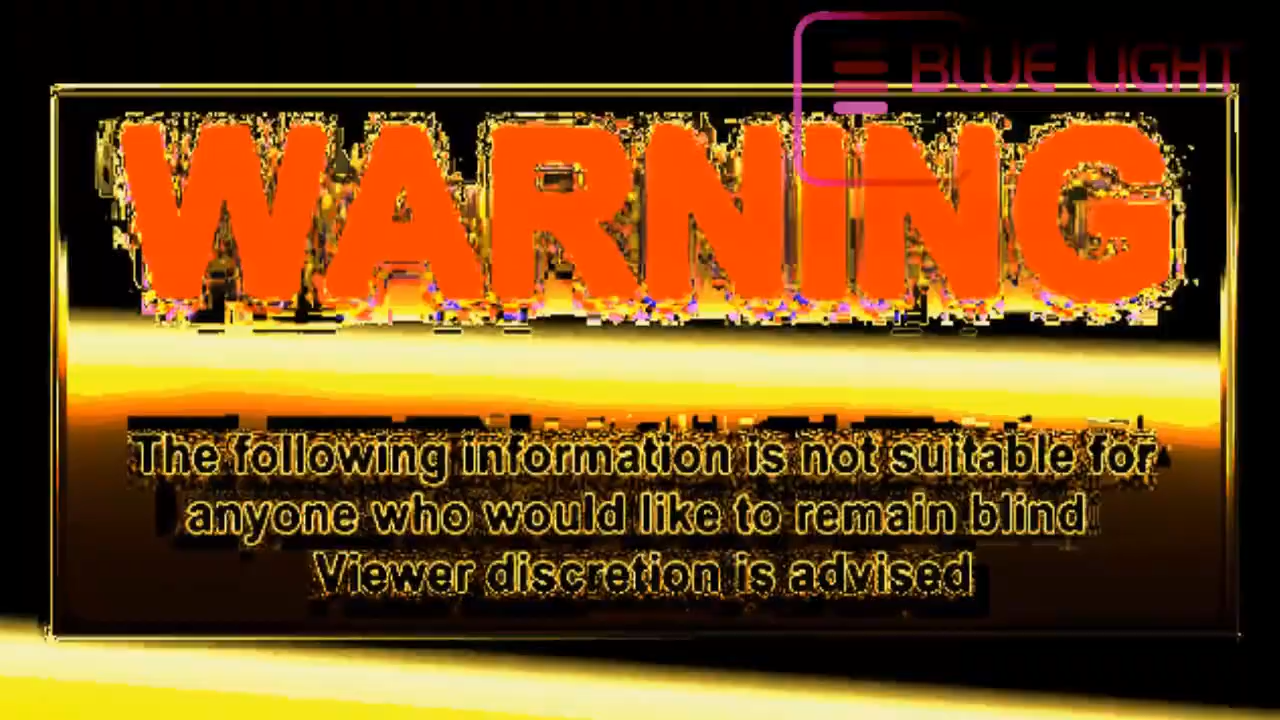 BLUE LIGHT
WARNING
The following information is not suitable for
anyone who would like to remain blind
Viewer discretion is advised